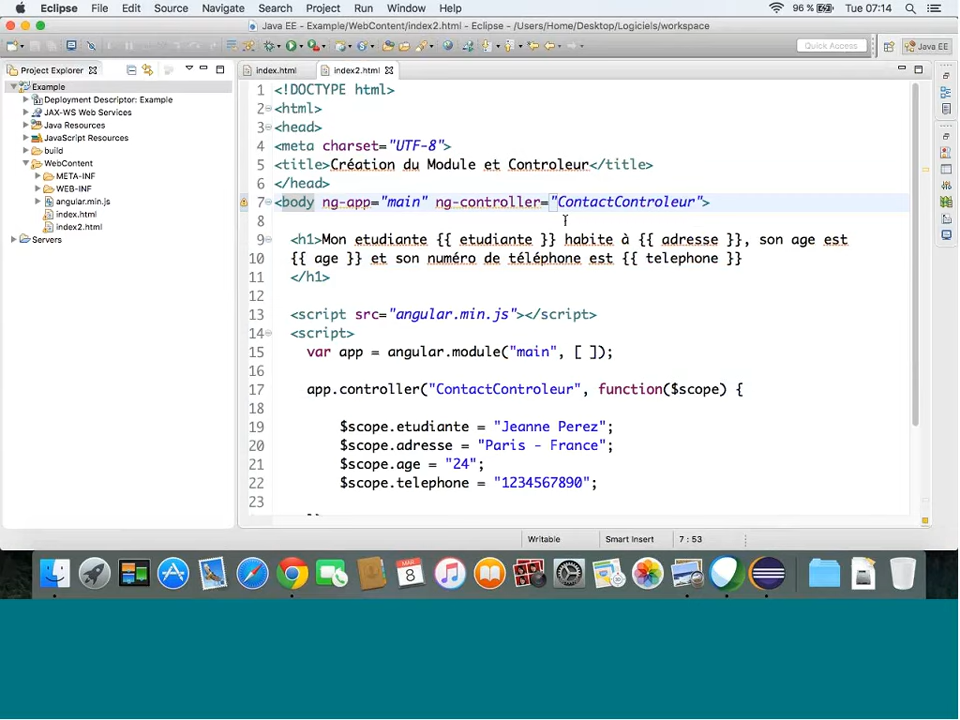 Eclipse File Edit Source Navigate Search Project Run Window Help 96 % Tue 07:14
Java EE - Example/WebContent/index2.html - Eclipse - /Users/Home/Desktop/Logiciels/workspace
Quick Access Java EE
Project Explorer
Example
Deployment Descriptor: Example
JAX-WS Web Services
Java Resources
JavaScript Resources
build
WebContent
META-INF
WEB-INF
angular.min.js
index.html
index2.html
Servers
index.html index2.html
1 <!DOCTYPE html>
2 <html>
3 <head>
4 <meta charset="UTF-8">
5 <title>Création du Module et Controleur</title>
6 </head>
7 <body ng-app="main" ng-controller="ContactControleur">
8
9 <h1>Mon etudiante {{ etudiante }} habite à {{ adresse }}, son age est
10 {{ age }} et son numéro de téléphone est {{ telephone }}
11 </h1>
12
13 <script src="angular.min.js"></script>
14 <script>
15 var app = angular.module("main", [ ]);
16
17 app.controller("ContactControleur", function($scope) {
18
19 $scope.etudiante = "Jeanne Perez";
20 $scope.adresse = "Paris - France";
21 $scope.age = "24";
22 $scope.telephone = "1234567890";
23
Writable Smart Insert 7 : 53
MAR
8